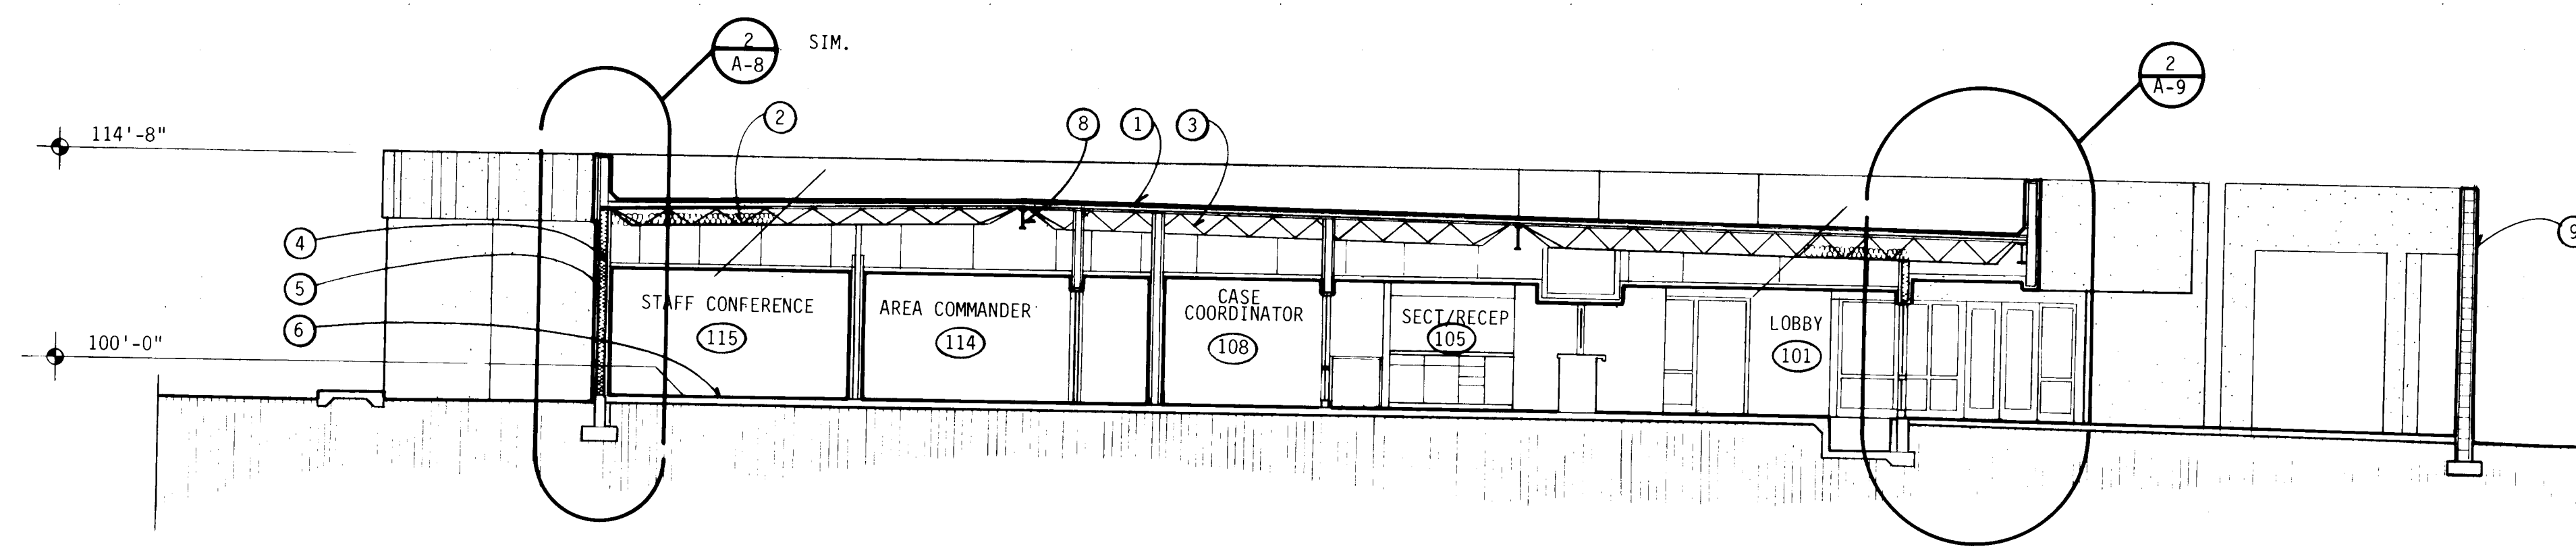 2
A-8
SIM.
2
A-9
2
8
1
3
114'-8"
4
5
6
9
100'-0"
STAFF CONFERENCE
115
AREA COMMANDER
114
CASE
COORDINATOR
108
SECT/RECEP
105
LOBBY
101